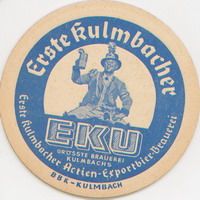 Erste Kulmbacher
EKU
GRÖSSTE BRAUEREI
KULMBACHS
Erste Kulmbacher Actien-Exportbier-Brauerei
BBK-KULMBACH